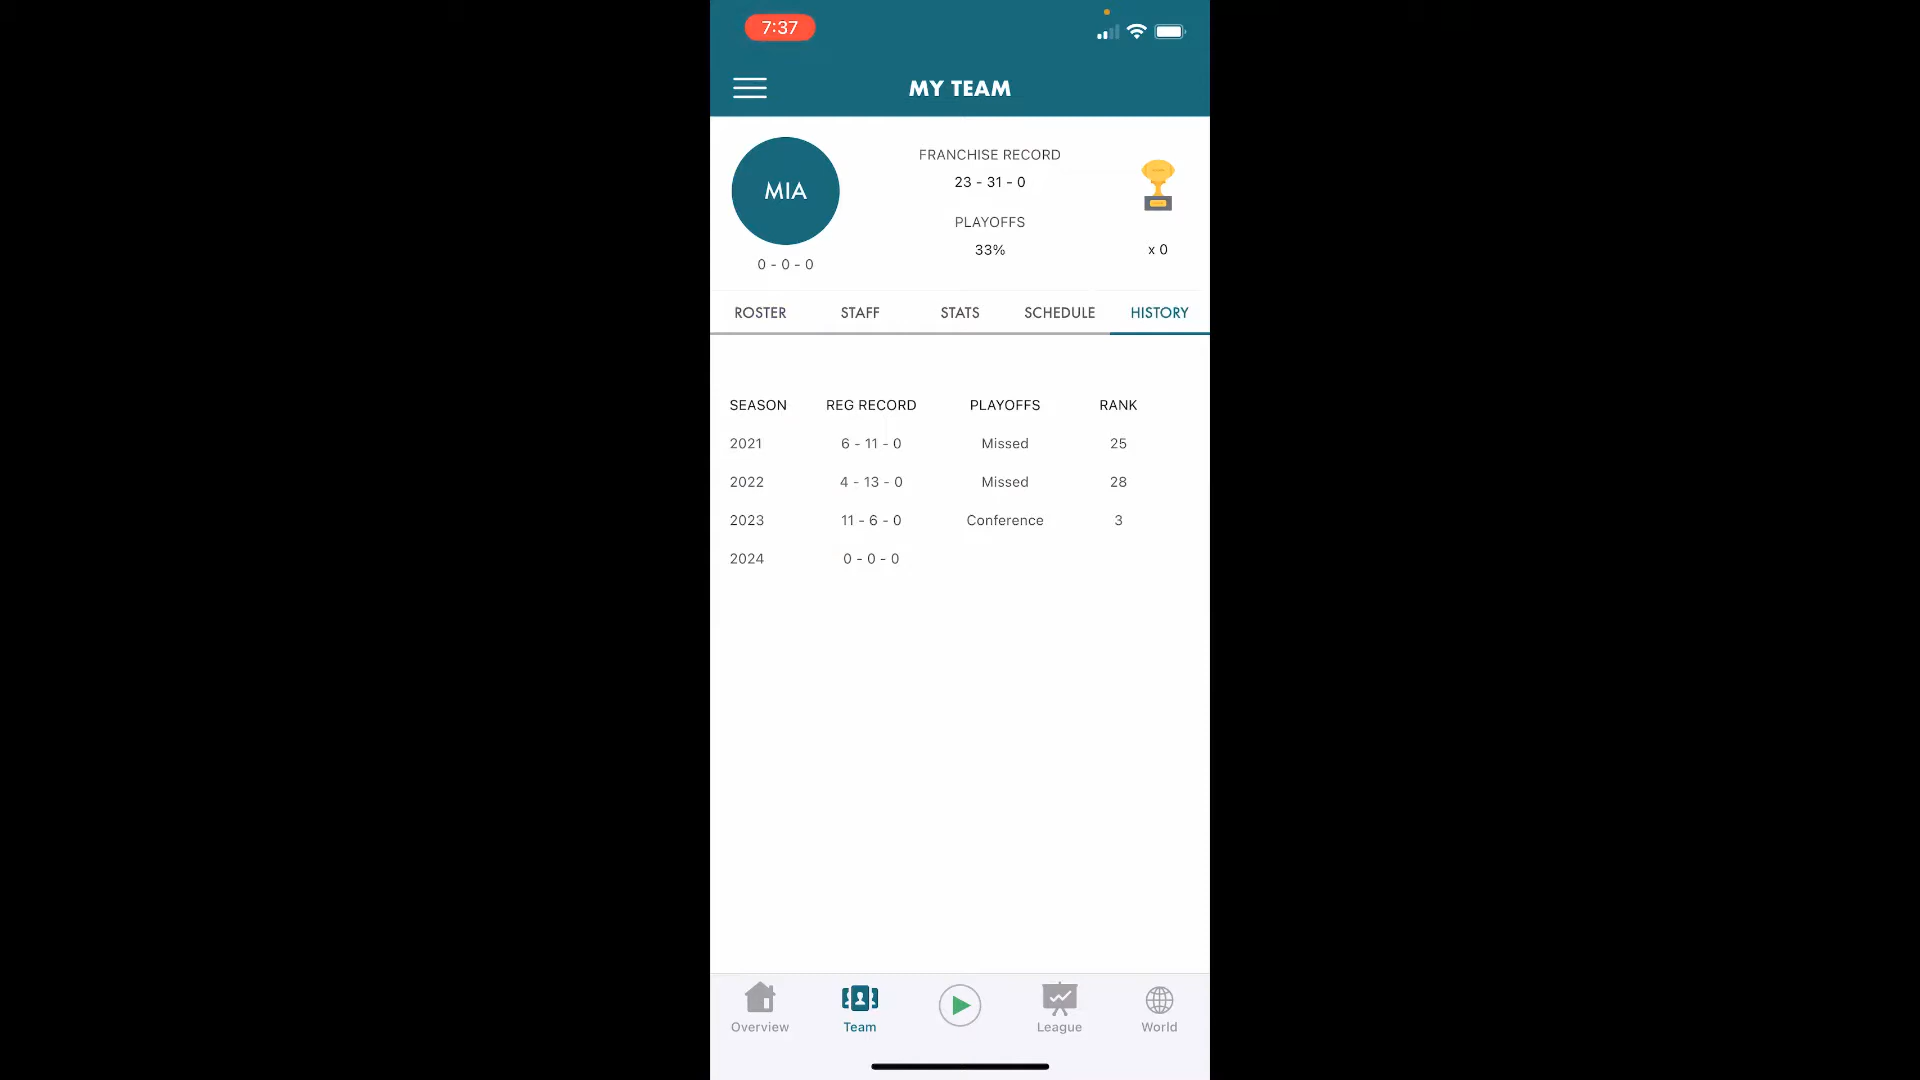 7:37
MY TEAM
MIA
0 - 0 - 0
FRANCHISE RECORD
23 - 31 - 0
PLAYOFFS
33%
x 0
ROSTER STAFF STATS SCHEDULE HISTORY
SEASON REG RECORD PLAYOFFS RANK
2021 6 - 11 - 0 Missed 25
2022 4 - 13 - 0 Missed 28
2023 11 - 6 - 0 Conference 3
2024 0 - 0 - 0
Overview Team League World